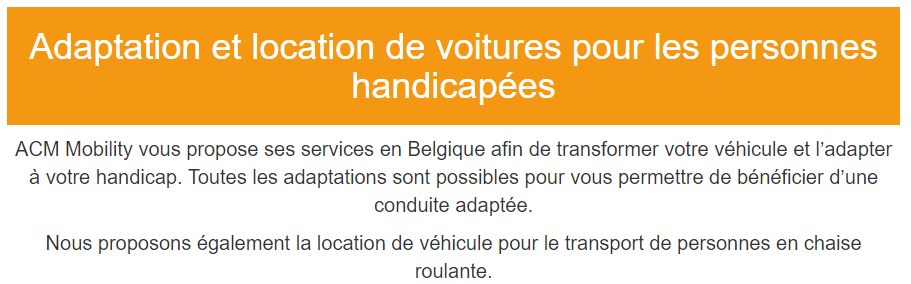 Adaptation et location de voitures pour les personnes
handicapées
ACM Mobility vous propose ses services en Belgique afin de transformer votre véhicule et l’adapter
à votre handicap. Toutes les adaptations sont possibles pour vous permettre de bénéficier d’une
conduite adaptée.
Nous proposons également la location de véhicule pour le transport de personnes en chaise
roulante.